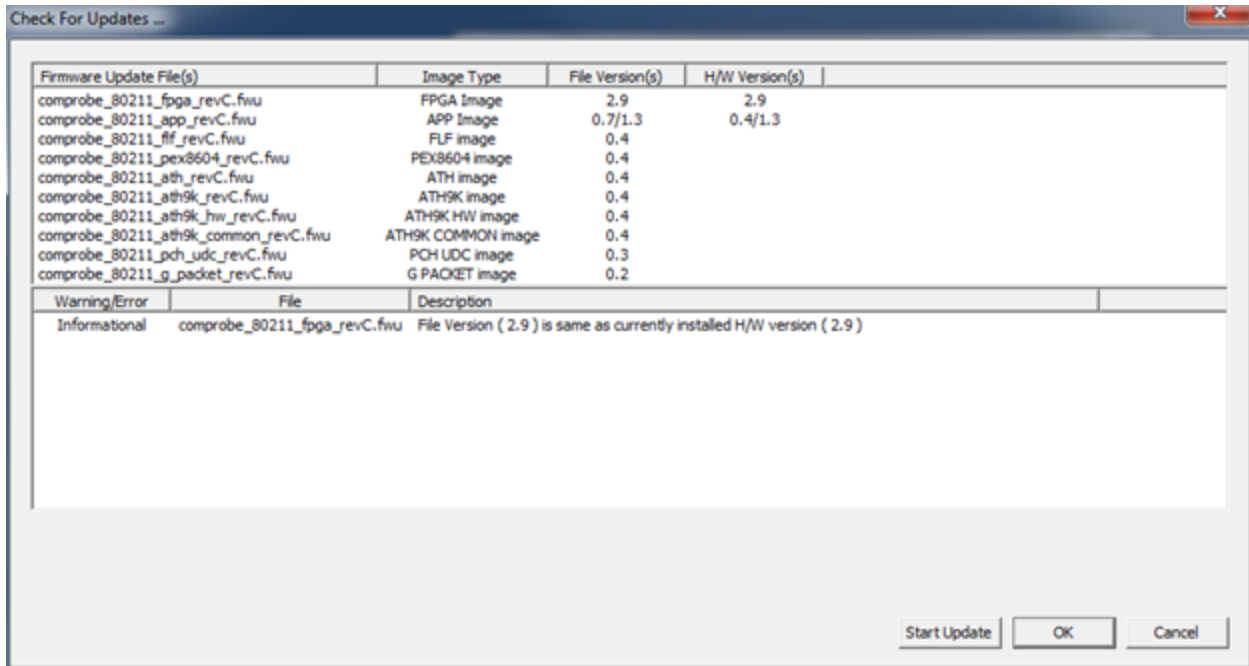 Check For Updates ...
Firmware Update File(s) Image Type File Version(s) H/W Version(s)
comprobe_80211_fpga_revC.fwu FPGA Image 2.9 2.9
comprobe_80211_app_revC.fwu APP Image 0.7/1.3 0.4/1.3
comprobe_80211_flf_revC.fwu FLF image 0.4
comprobe_80211_pex8604_revC.fwu PEX8604 image 0.4
comprobe_80211_ath_revC.fwu ATH image 0.4
comprobe_80211_ath9k_revC.fwu ATH9K image 0.4
comprobe_80211_ath9k_hw_revC.fwu ATH9K HW image 0.4
comprobe_80211_ath9k_common_revC.fwu ATH9K COMMON image 0.4
comprobe_80211_pch_udc_revC.fwu PCH UDC image 0.3
comprobe_80211_g_packet_revC.fwu G PACKET image 0.2
Warning/Error File Description
Informational comprobe_80211_fpga_revC.fwu File Version ( 2.9 ) is same as currently installed H/W version ( 2.9 )
Start Update OK Cancel